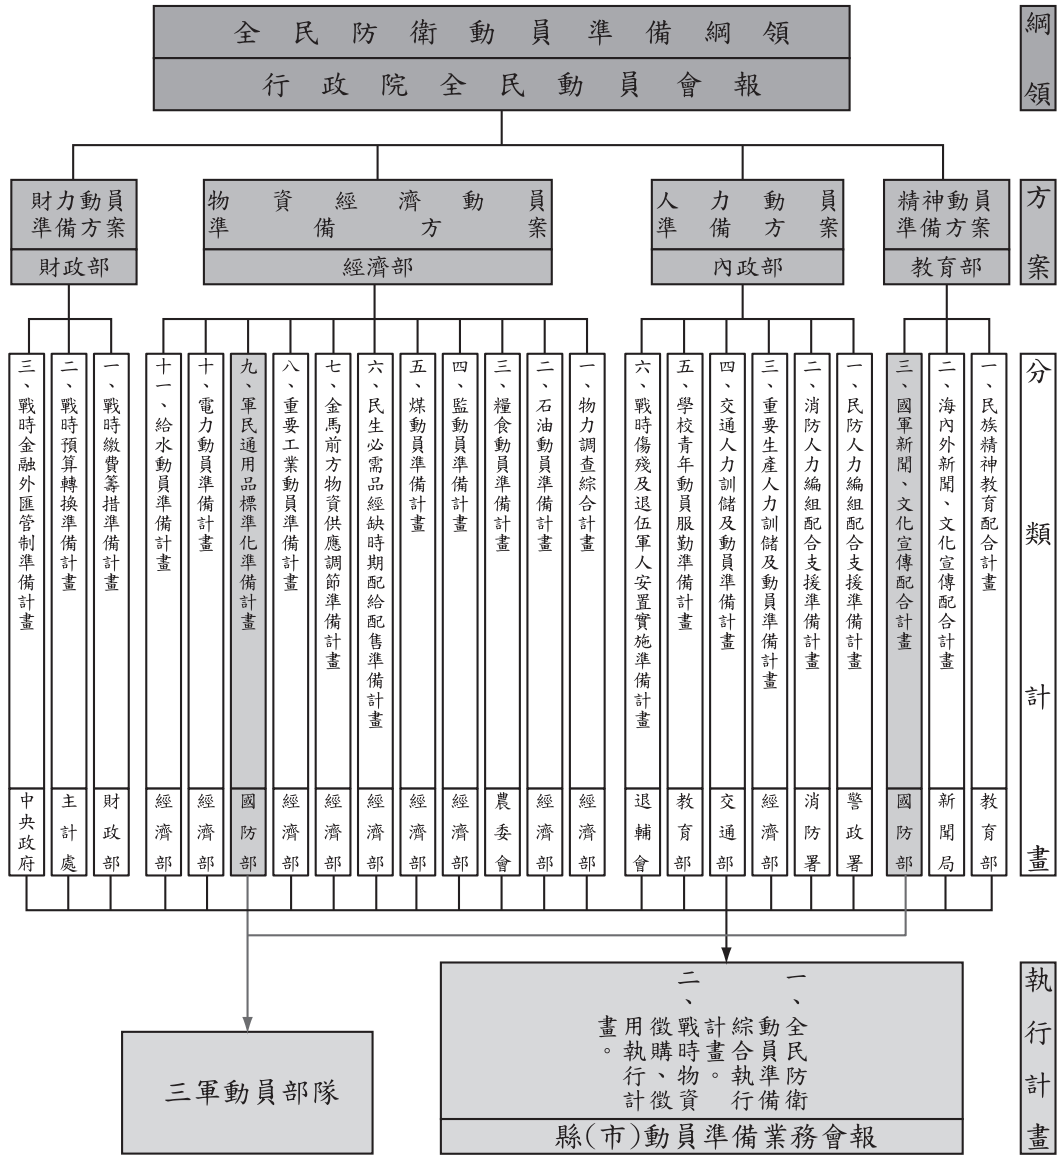 全民防衛動員準備綱領
行政院全民動員會報
綱領
財力動員
準備方案
財政部
物資經濟動員
準備方案
經濟部
人力動員
準備方案
內政部
精神動員
準備方案
教育部
方案
一、民族精神教育配合計畫
教育部
二、海內外新聞、文化宣傳配合計畫
新聞局
三、國軍新聞、文化宣傳配合計畫
國防部
一、民防人力編組配合支援準備計畫
警政署
二、消防人力編組配合支援準備計畫
消防署
三、重要生產人力訓儲及動員準備計畫
經濟部
四、交通人力訓儲及動員準備計畫
交通部
五、學校青年動員服勤準備計畫
教育部
六、戰時傷殘及退伍軍人安置實施準備計畫
退輔會
一、物力調查綜合計畫
經濟部
二、石油動員準備計畫
經濟部
三、糧食動員準備計畫
農委會
四、監動員準備計畫
經濟部
五、煤動員準備計畫
經濟部
六、民生必需品經缺時期配給配售準備計畫
經濟部
七、金馬前方物資供應調節準備計畫
經濟部
八、重要工業動員準備計畫
經濟部
九、軍民通用品標準化準備計畫
國防部
十、電力動員準備計畫
經濟部
十一、給水動員準備計畫
經濟部
一、戰時繳費籌措準備計畫
財政部
二、戰時預算轉換準備計畫
主計處
三、戰時金融外匯管制準備計畫
中央政府
分類計畫
三軍動員部隊
一、全民防衛
動員準備
綜合執行
計畫。
二、戰時物資
徵購、徵
用執行計
畫。
縣(市)動員準備業務會報
執行計畫